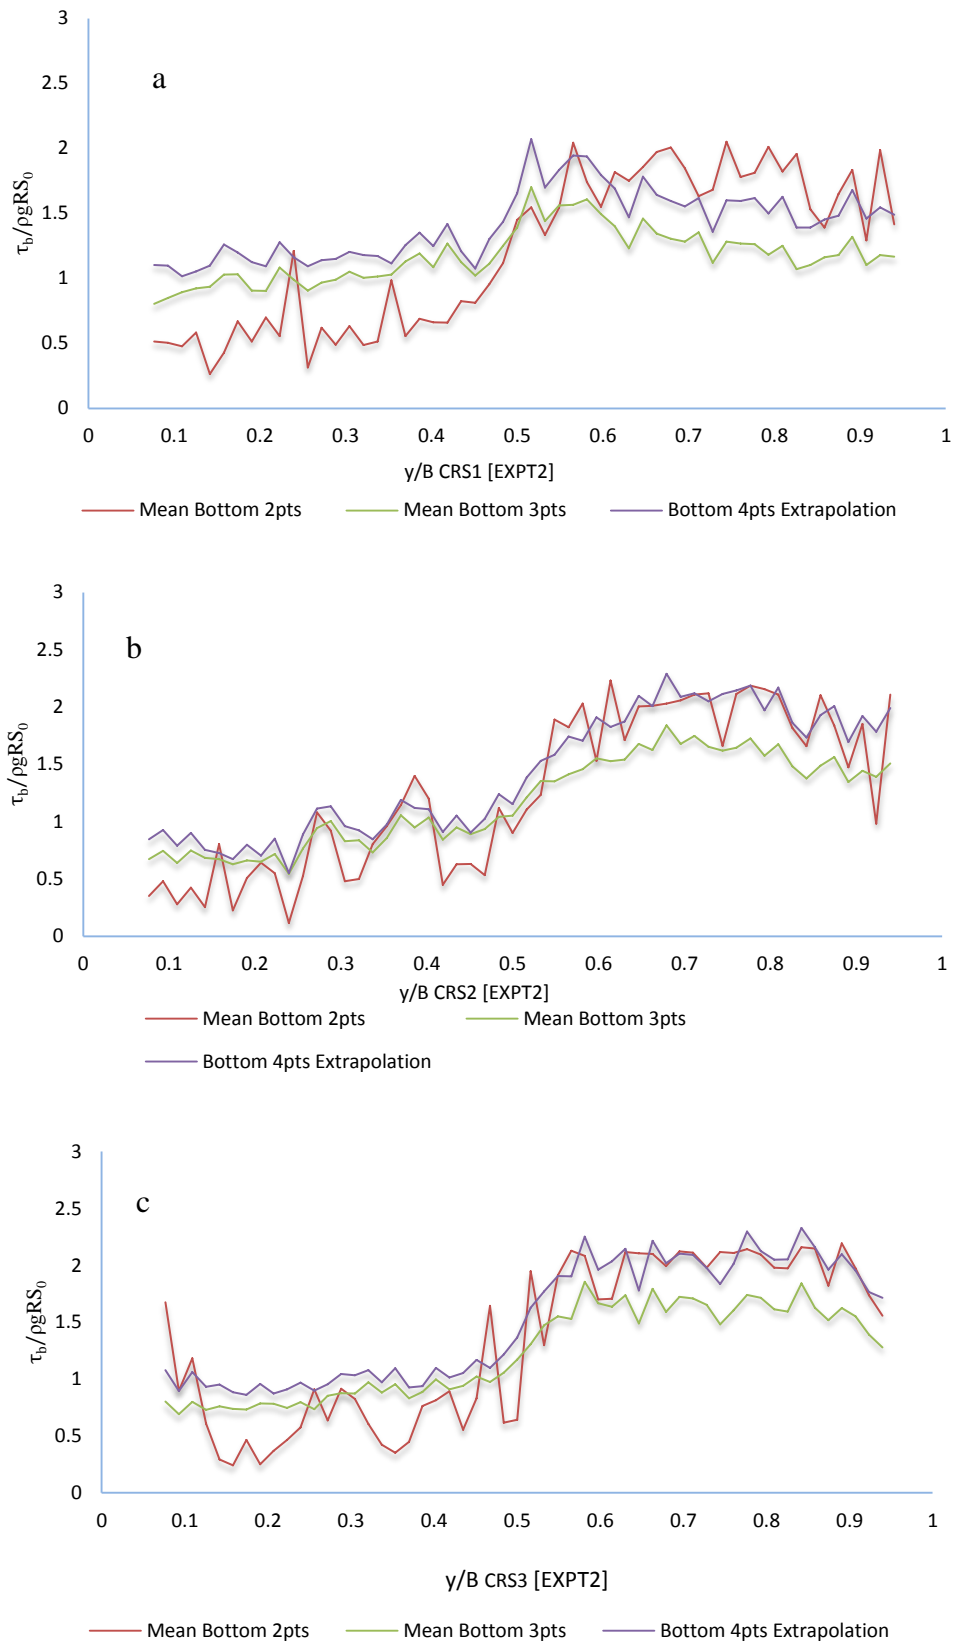 3
a
2.5
2
1.5
1
0.5
0
τb/ρgRS0
0 0.1 0.2 0.3 0.4 0.5 0.6 0.7 0.8 0.9 1
y/B CRS1 [EXPT2]
Mean Bottom 2pts Mean Bottom 3pts Bottom 4pts Extrapolation
3
b
2.5
2
1.5
1
0.5
0
τb/ρgRS0
0 0.1 0.2 0.3 0.4 0.5 0.6 0.7 0.8 0.9 1
y/B CRS2 [EXPT2]
Mean Bottom 2pts Mean Bottom 3pts
Bottom 4pts Extrapolation
3
c
2.5
2
1.5
1
0.5
0
τb/ρgRS0
0 0.1 0.2 0.3 0.4 0.5 0.6 0.7 0.8 0.9 1
y/B CRS3 [EXPT2]
Mean Bottom 2pts Mean Bottom 3pts Bottom 4pts Extrapolation